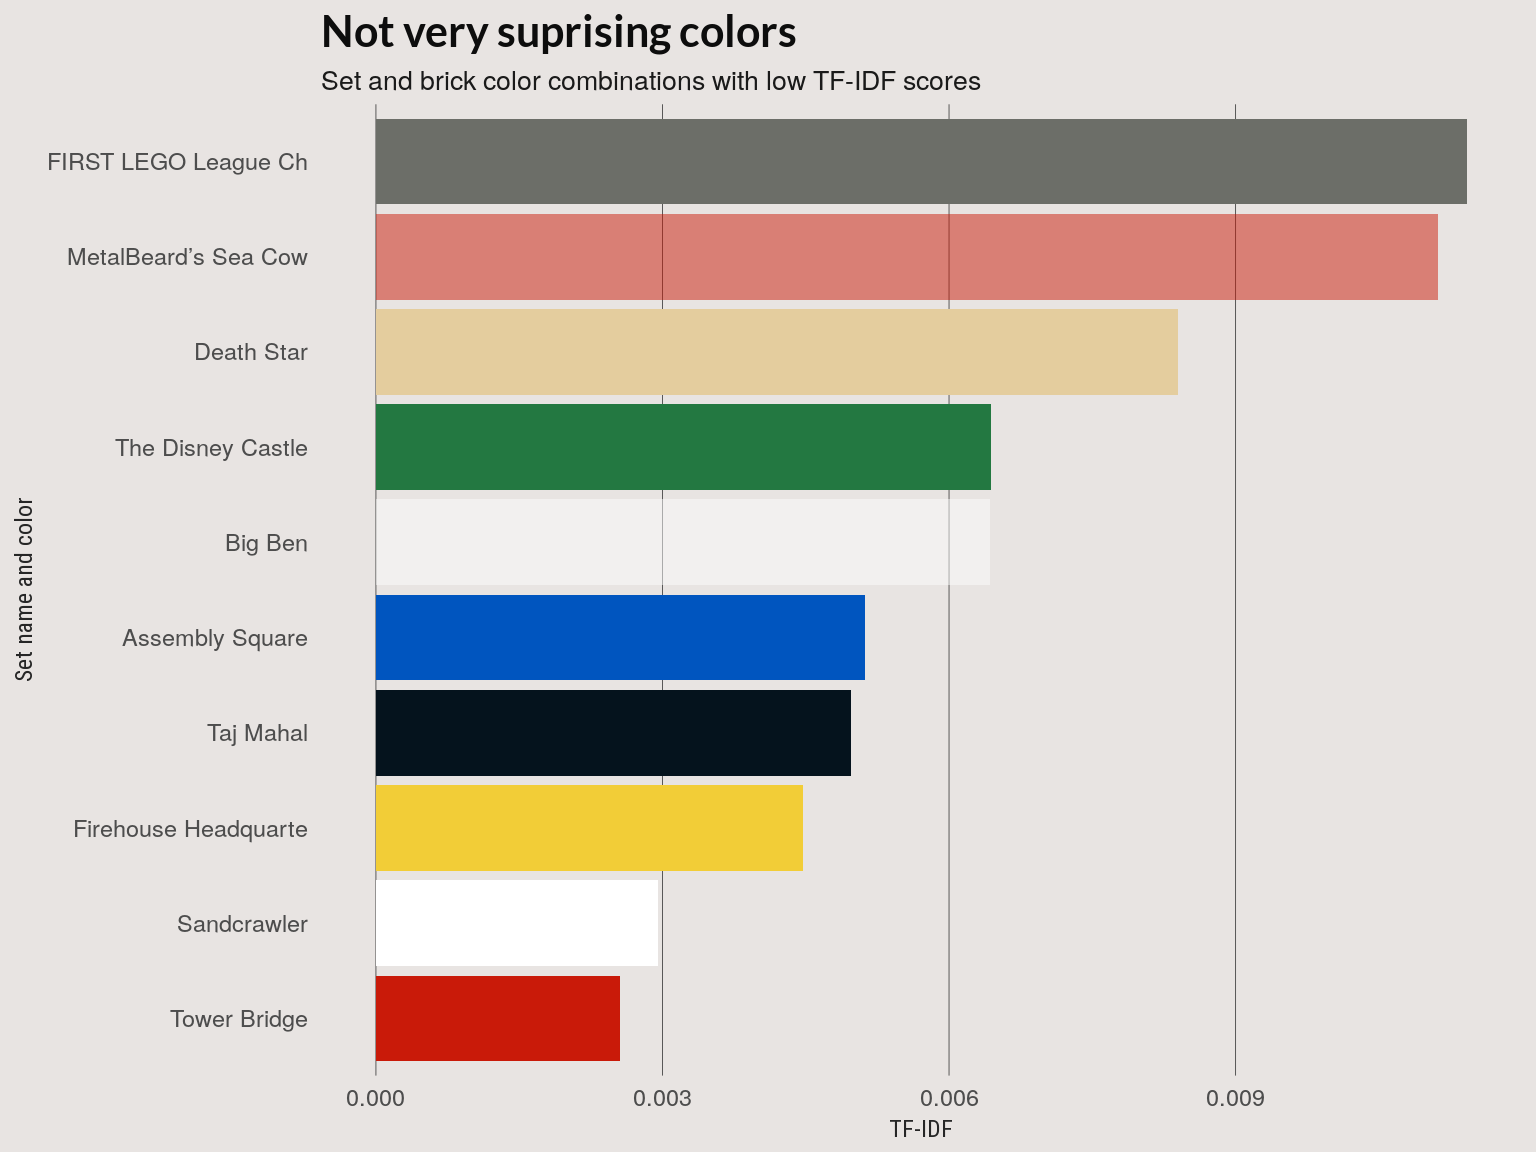 Not very suprising colors
Set and brick color combinations with low TF-IDF scores
FIRST LEGO League Ch
MetalBeard’s Sea Cow
Death Star
The Disney Castle
Big Ben
Assembly Square
Taj Mahal
Firehouse Headquarte
Sandcrawler
Tower Bridge
Set name and color
0.000 0.003 0.006 0.009
TF-IDF